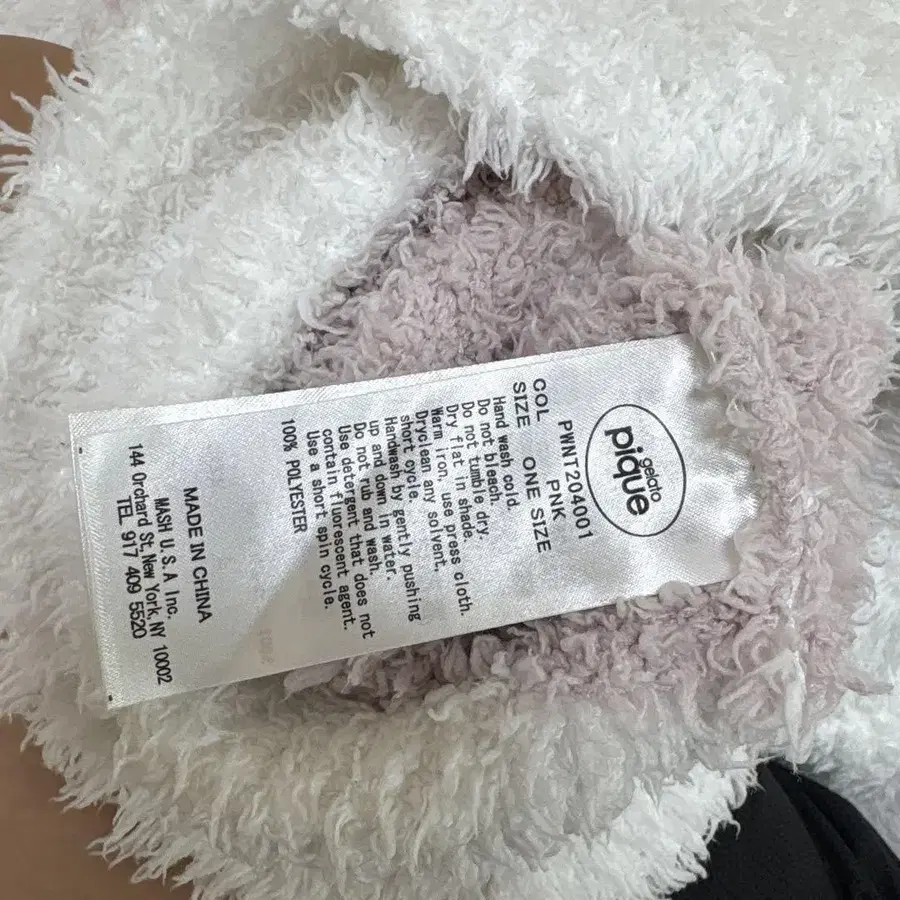 gelato
pique
PWNT204001
COL PNK
SIZE ONE SIZE
Hand wash cold.
Do not bleach.
Do not tumble dry.
Dry flat in shade.
Warm iron, use press cloth.
Dryclean any solvent,
short cycle.
Handwash by gently pushing
up and down in water.
Do not rub and wash.
Use detergent that does not
contain fluorescent agent.
Use a short spin cycle.
100% POLYESTER
MADE IN CHINA
MASH U.S.A Inc.
144 Orchard St, New York, NY 10002
TEL 917 409 5520